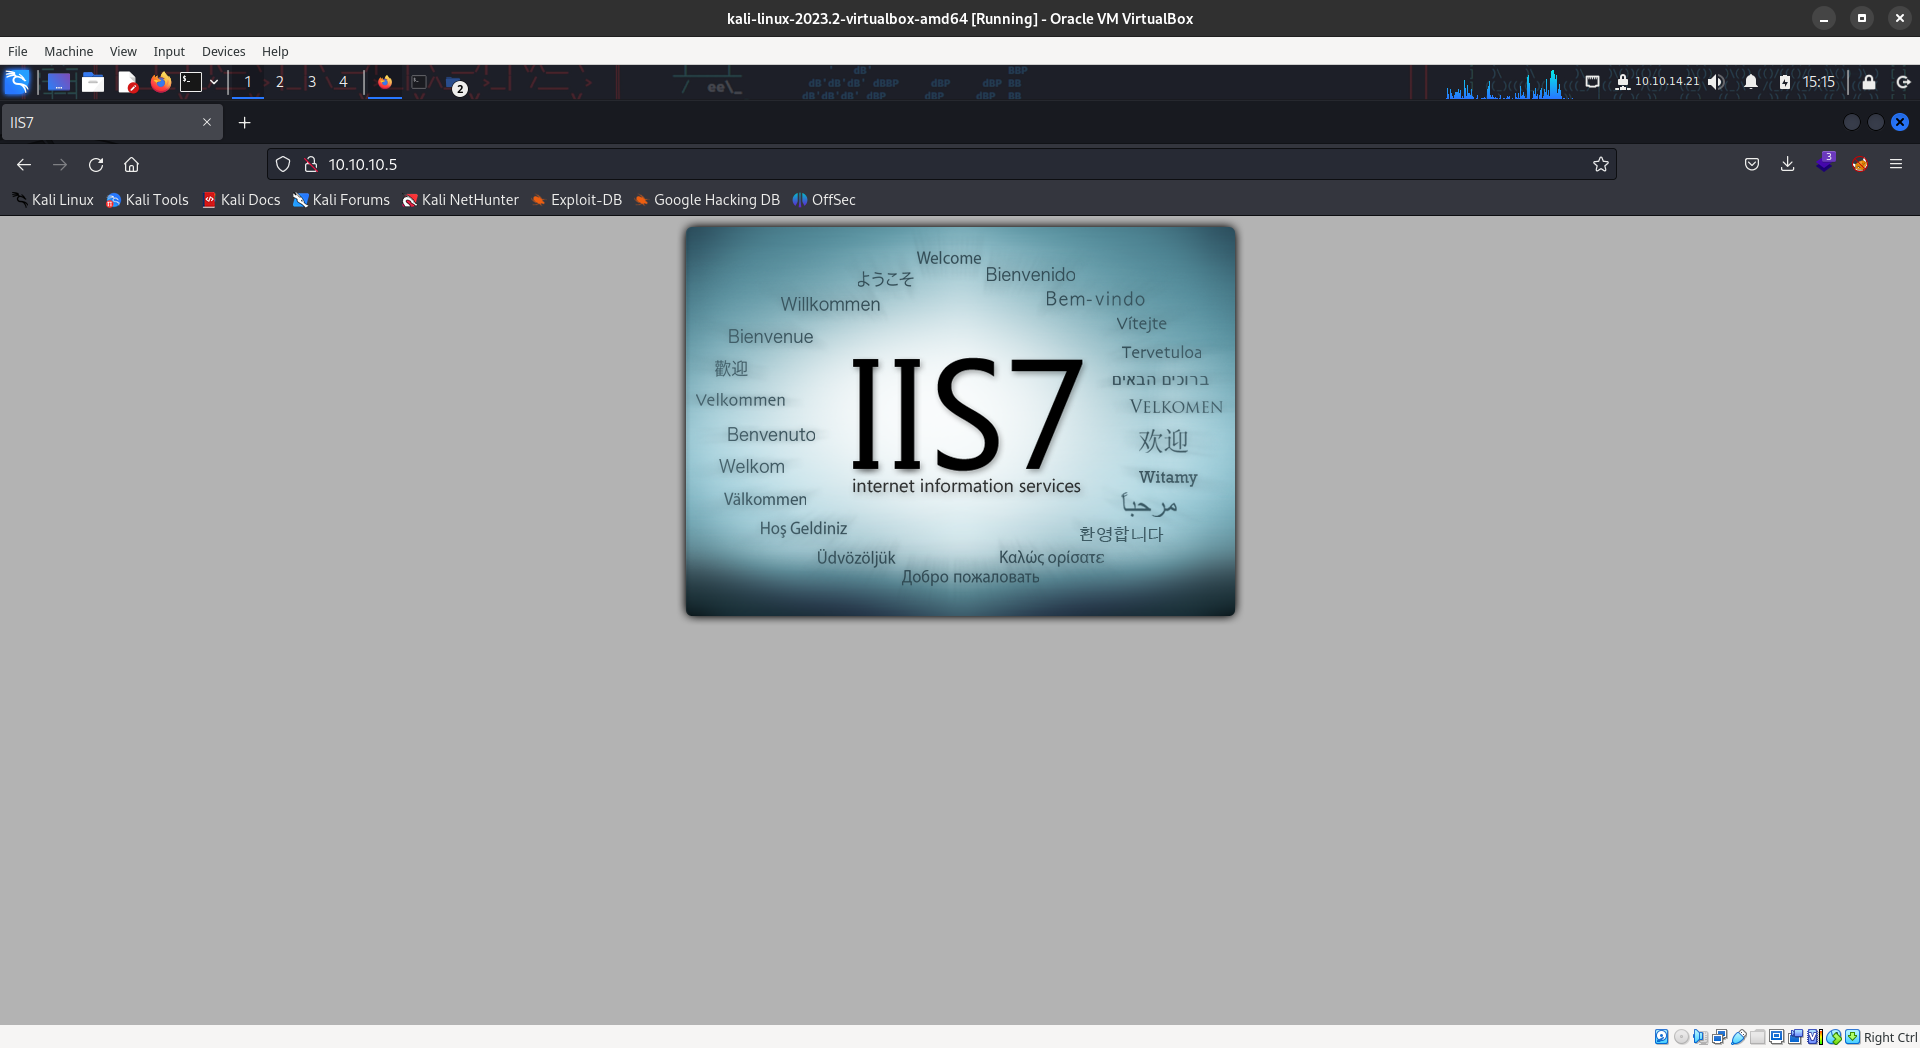 kali-linux-2023.2-virtualbox-amd64 [Running] - Oracle VM VirtualBox
File Machine View Input Devices Help
1 2 3 4 2 10.10.14.21 15:15
IIS7
10.10.10.5
3
Kali Linux Kali Tools Kali Docs Kali Forums Kali NetHunter Exploit-DB Google Hacking DB OffSec
Welcome
ようこそ Bienvenido
Willkommen Bem-vindo
Bienvenue Vítejte
歡迎 Tervetuloa
ברוכים הבאים
Velkommen VELKOMEN
IIS7
Benvenuto 欢迎
Welkom Witamy
internet information services
Välkommen مرحباً
Hoş Geldiniz 환영합니다
Üdvözöljük Καλώς ορίσατε
Добро пожаловать
Right Ctrl